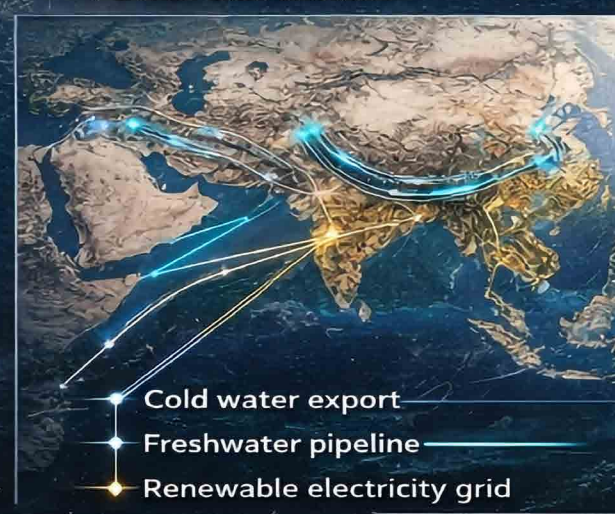 Cold water export
Freshwater pipeline
Renewable electricity grid